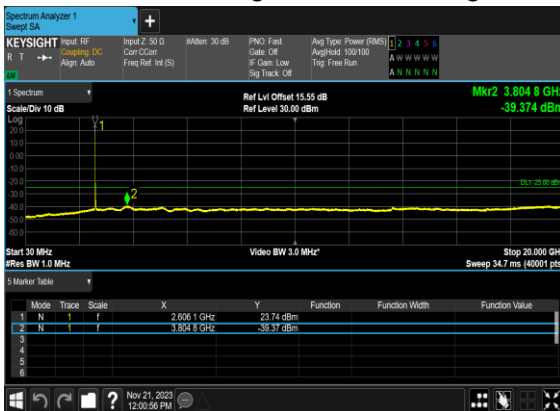 Spectrum Analyzer 1
Swept SA
KEYSIGHT
R T
LV
Input: RF
Coupling: DC
Align: Auto
Input Z: 50 Ω
Corr CCorr
Freq Ref: Int (S)
#Atten: 30 dB
PNO: Fast
Gate: Off
IF Gain: Low
Sig Track: Off
Avg Type: Power (RMS)
Avg|Hold: 100/100
Trig: Free Run
1 2 3 4 5 6
A W W W W W
A N N N N N
1 Spectrum
Scale/Div 10 dB
Ref Lvl Offset 15.55 dB
Ref Level 30.00 dBm
Mkr2 3.804 8 GHz
-39.374 dBm
Log
20.0
10.0
0.00
-10.0
-20.0
-30.0
-40.0
-50.0
-60.0
1
2
DL1 -25.00 dBm
Start 30 MHz
#Res BW 1.0 MHz
Video BW 3.0 MHz*
Stop 20.000 GHz
Sweep 34.7 ms (40001 pts)
5 Marker Table
Mode Trace Scale X Y Function Function Width Function Value
1 N 1 f 2.606 1 GHz 23.74 dBm
2 N 1 f 3.804 8 GHz -39.37 dBm
3
4
5
6
?
Nov 21, 2023
12:00:56 PM